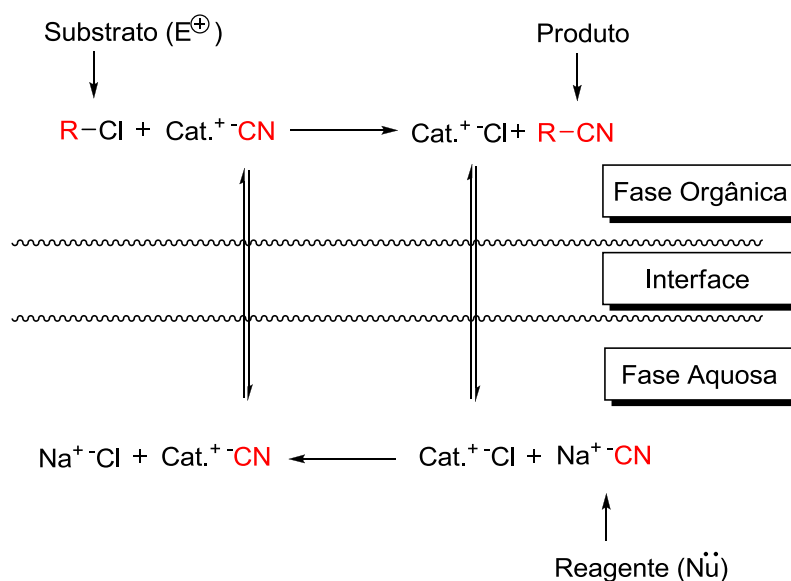 Substrato (E⊕)
Produto
R–Cl + Cat.⁺ ⁻CN → Cat.⁺ ⁻Cl + R–CN
Fase Orgânica
Interface
Fase Aquosa
Na⁺ ⁻Cl + Cat.⁺ ⁻CN ← Cat.⁺ ⁻Cl + Na⁺ ⁻CN
Reagente (Nü)